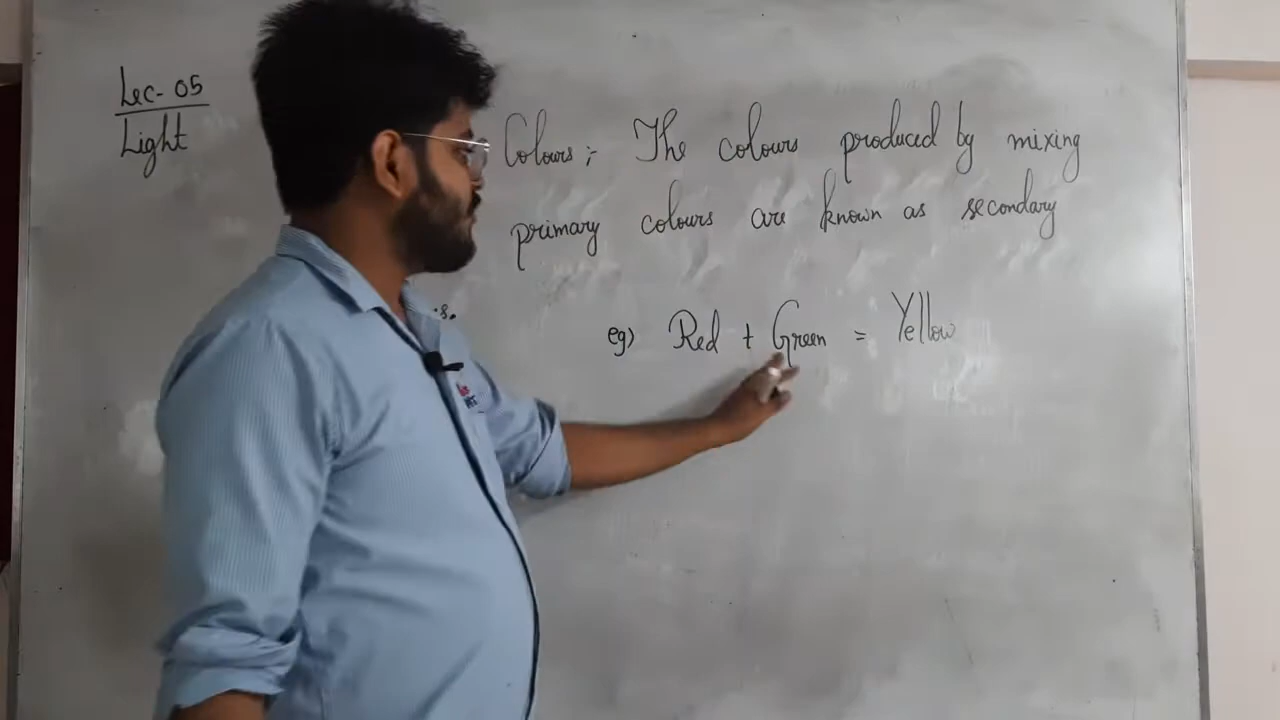 Lec- 05
Light
Colours :- The colours produced by mixing
primary colours are known as secondary
rs.
eg) Red + Green = Yellow